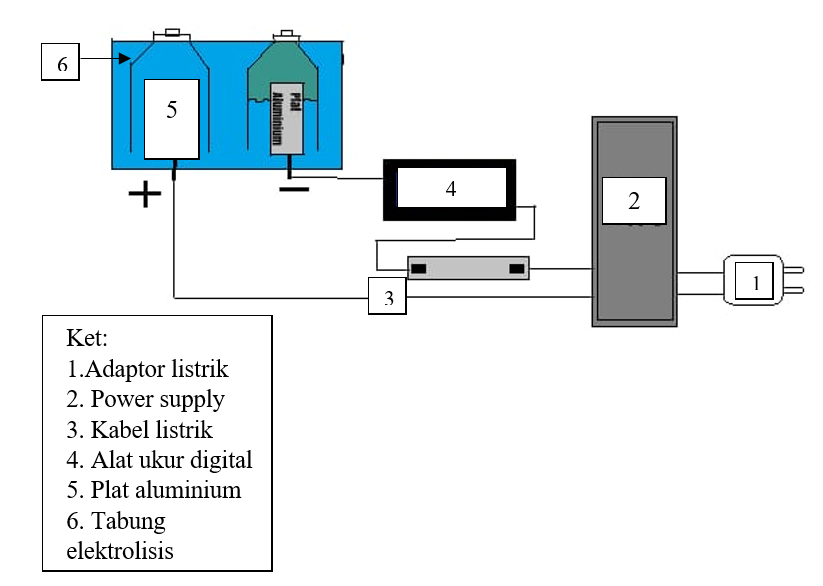 6
5
Plat
Aluminium
+
−
4
2
3
1
Ket:
1.Adaptor listrik
2. Power supply
3. Kabel listrik
4. Alat ukur digital
5. Plat aluminium
6. Tabung
elektrolisis